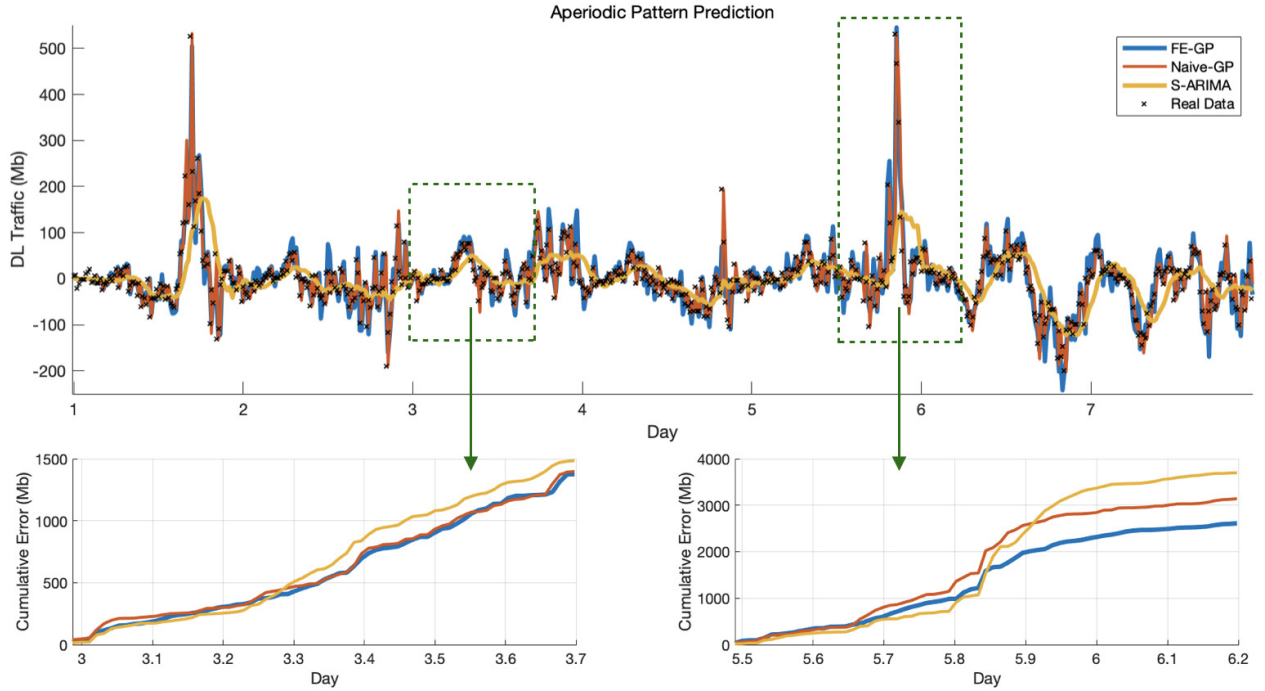 Aperiodic Pattern Prediction
DL Traffic (Mb)
500
400
300
200
100
0
-100
-200
FE-GP
Naive-GP
S-ARIMA
Real Data
1 2 3 4 5 6 7
Day
Cumulative Error (Mb)
1500
1000
500
0
3 3.1 3.2 3.3 3.4 3.5 3.6 3.7
Day
Cumulative Error (Mb)
4000
3000
2000
1000
0
5.5 5.6 5.7 5.8 5.9 6 6.1 6.2
Day